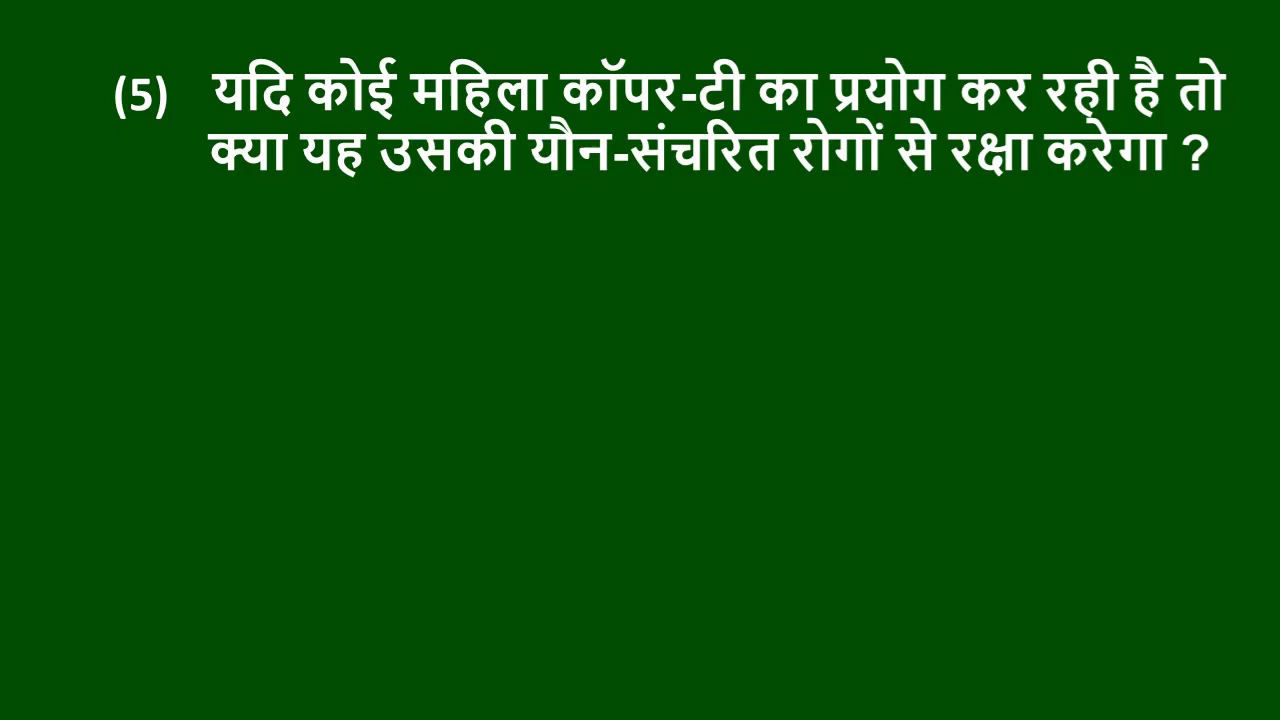 (5) यदि कोई महिला कॉपर-टी का प्रयोग कर रही है तो
क्या यह उसकी यौन-संचरित रोगों से रक्षा करेगा ?